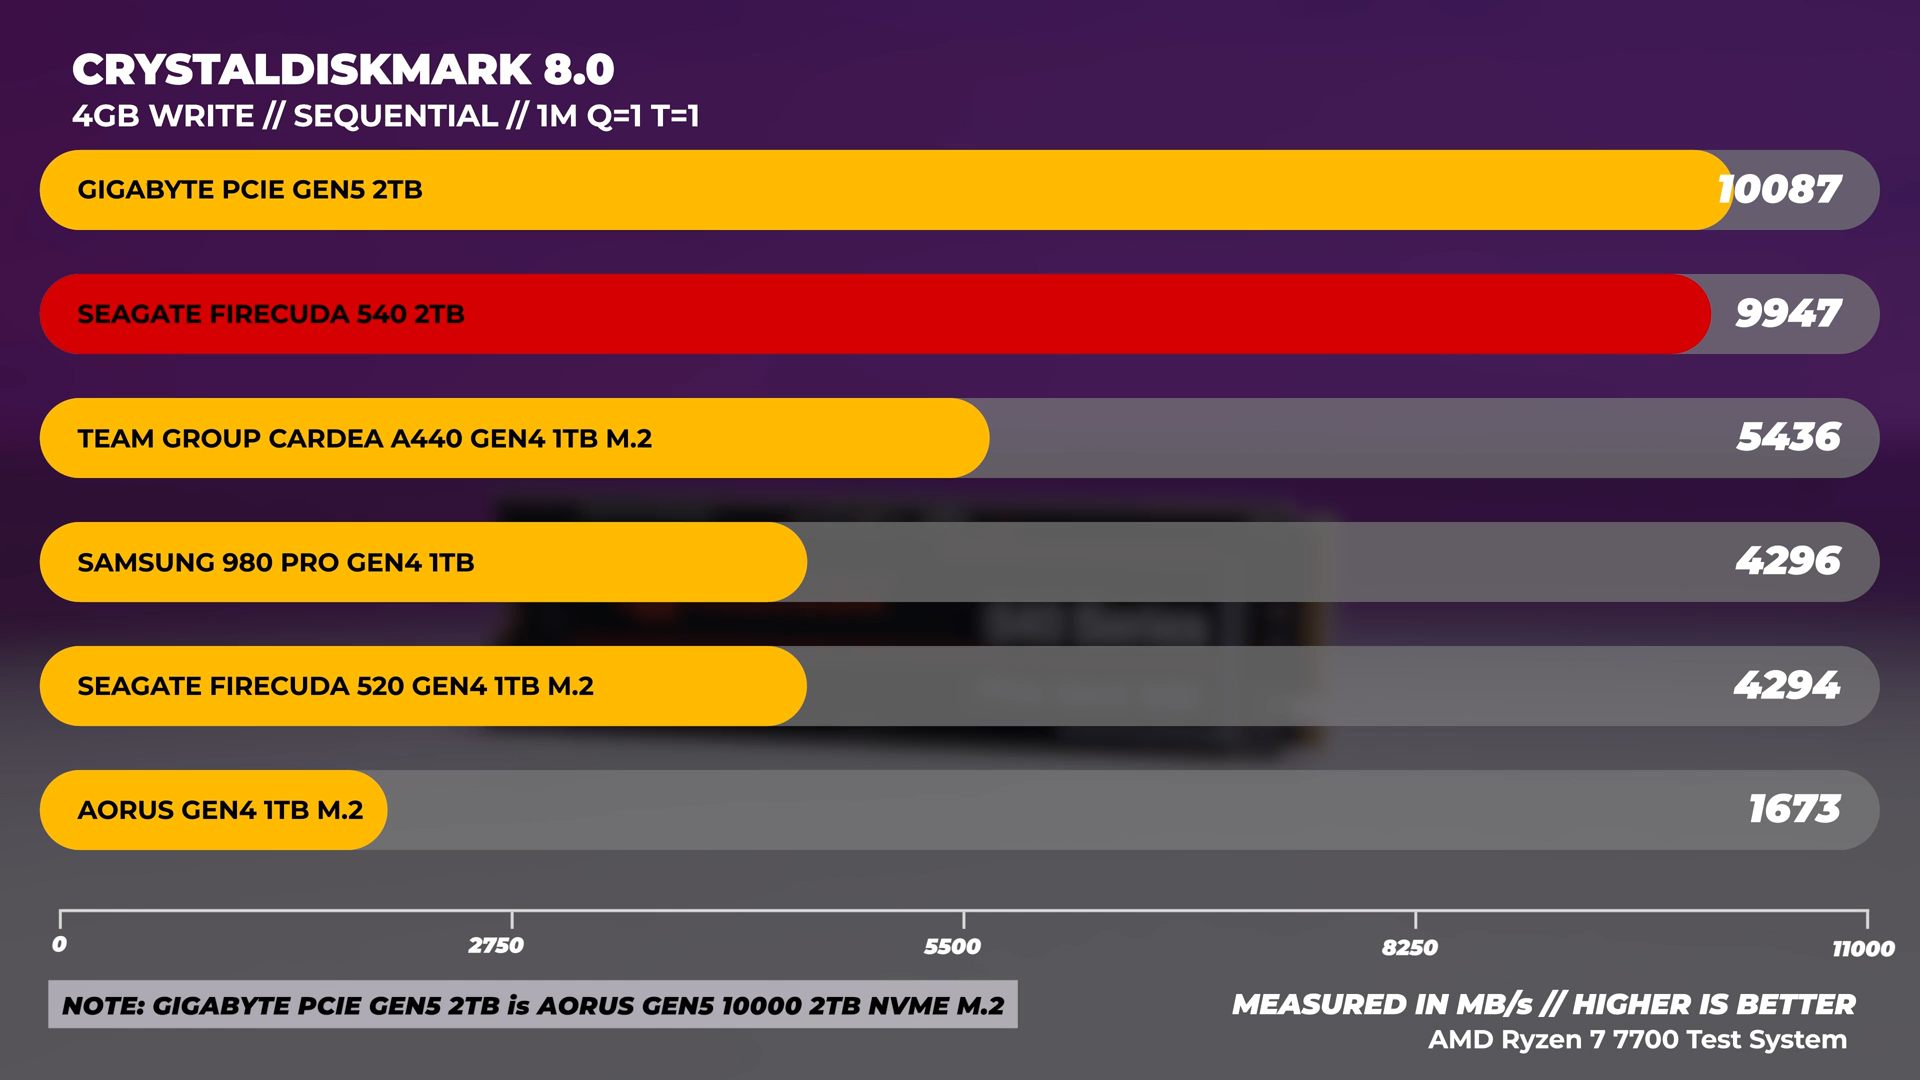 CRYSTALDISKMARK 8.0
4GB WRITE // SEQUENTIAL // 1M Q=1 T=1
GIGABYTE PCIE GEN5 2TB 10087
SEAGATE FIRECUDA 540 2TB 9947
TEAM GROUP CARDEA A440 GEN4 1TB M.2 5436
SAMSUNG 980 PRO GEN4 1TB 4296
SEAGATE FIRECUDA 520 GEN4 1TB M.2 4294
AORUS GEN4 1TB M.2 1673
0 2750 5500 8250 11000
NOTE: GIGABYTE PCIE GEN5 2TB is AORUS GEN5 10000 2TB NVME M.2
MEASURED IN MB/s // HIGHER IS BETTER
AMD Ryzen 7 7700 Test System